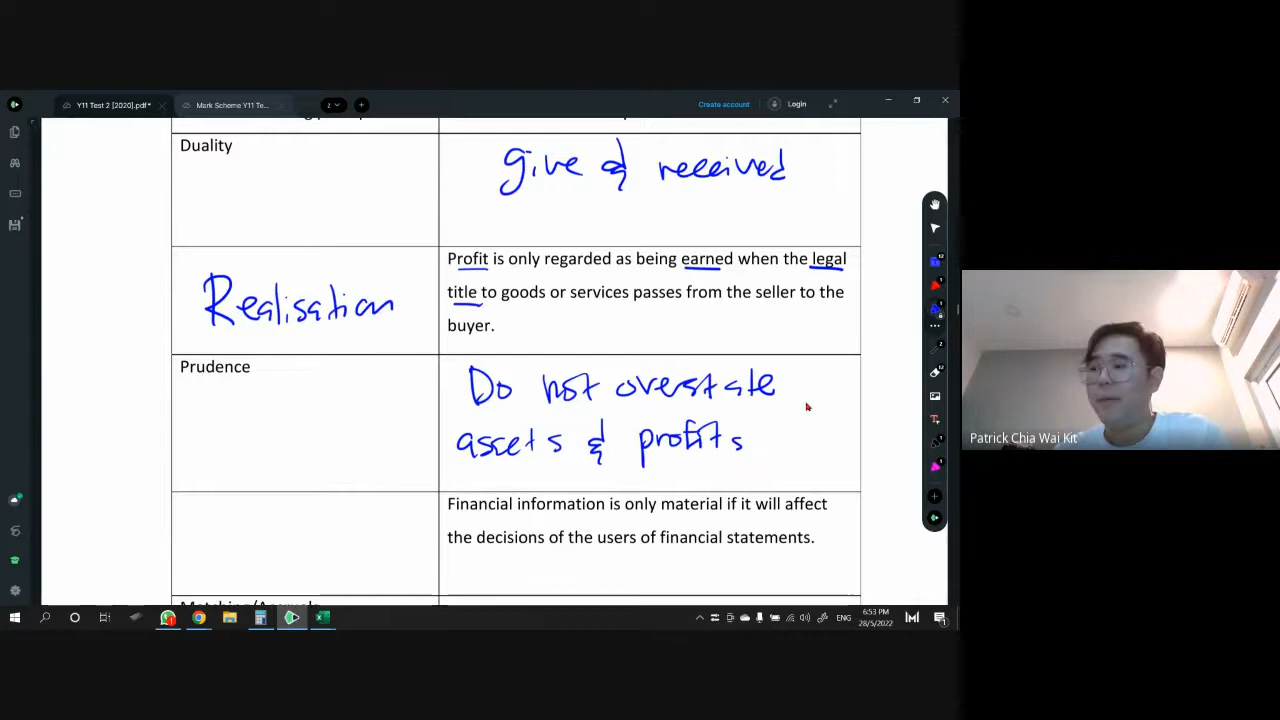 Y11 Test 2 [2020].pdf*
Mark Scheme Y11 Te...
2
Create account
Login
Duality
Give & received
Realisation
Profit is only regarded as being earned when the legal
title to goods or services passes from the seller to the
buyer.
Prudence
Do not overstate
assets & profits
Financial information is only material if it will affect
the decisions of the users of financial statements.
Matching/Accruals
Patrick Chia Wai Kit
ENG
6:53 PM
28/5/2022